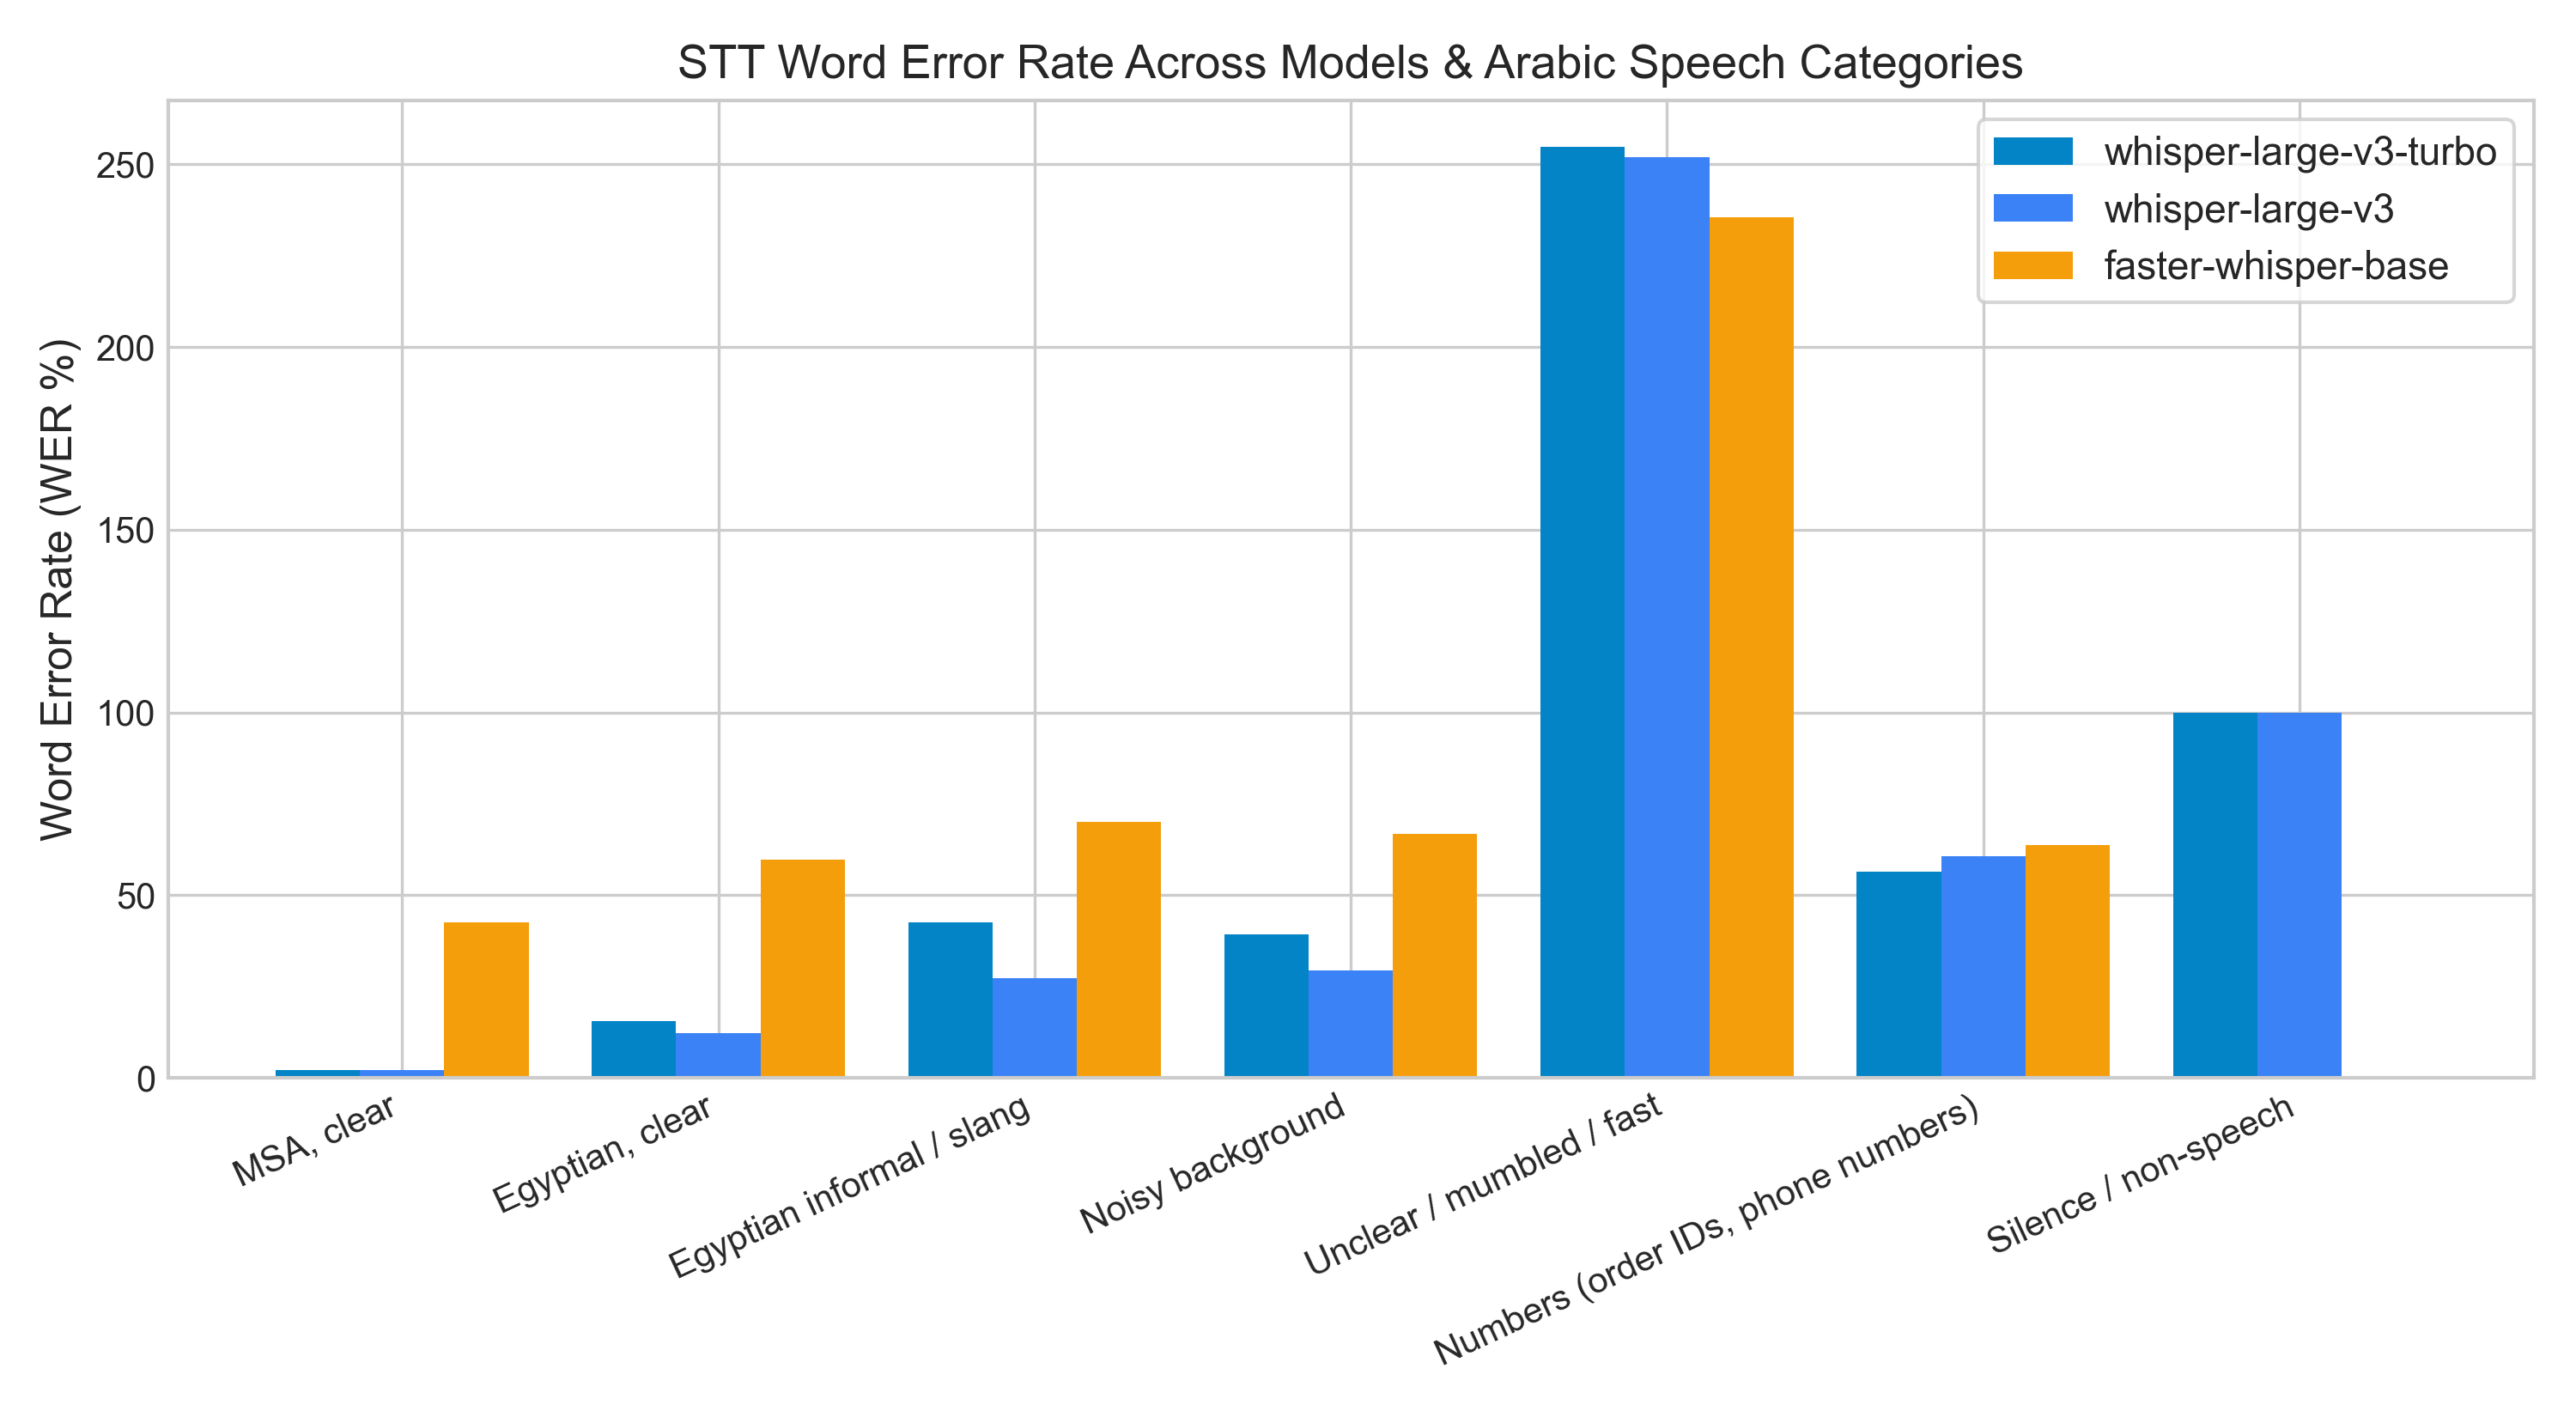 STT Word Error Rate Across Models & Arabic Speech Categories
whisper-large-v3-turbo
whisper-large-v3
faster-whisper-base
Word Error Rate (WER %)
250
200
150
100
50
0
MSA, clear
Egyptian, clear
Egyptian informal / slang
Noisy background
Unclear / mumbled / fast
Numbers (order IDs, phone numbers)
Silence / non-speech